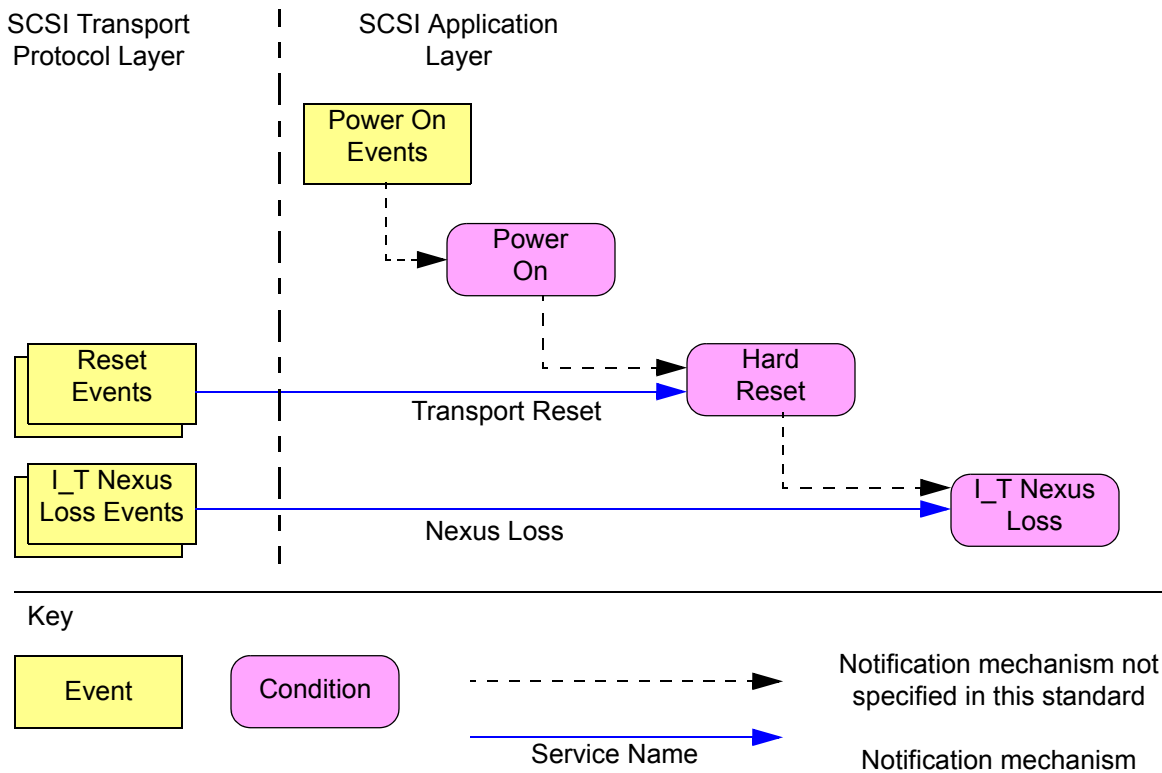 SCSI Transport
Protocol Layer
SCSI Application
Layer
Power On
Events
Power
On
Reset
Events
Hard
Reset
Transport Reset
I_T Nexus
Loss Events
I_T Nexus
Loss
Nexus Loss
Key
Event
Condition
Notification mechanism not
specified in this standard
Service Name
Notification mechanism